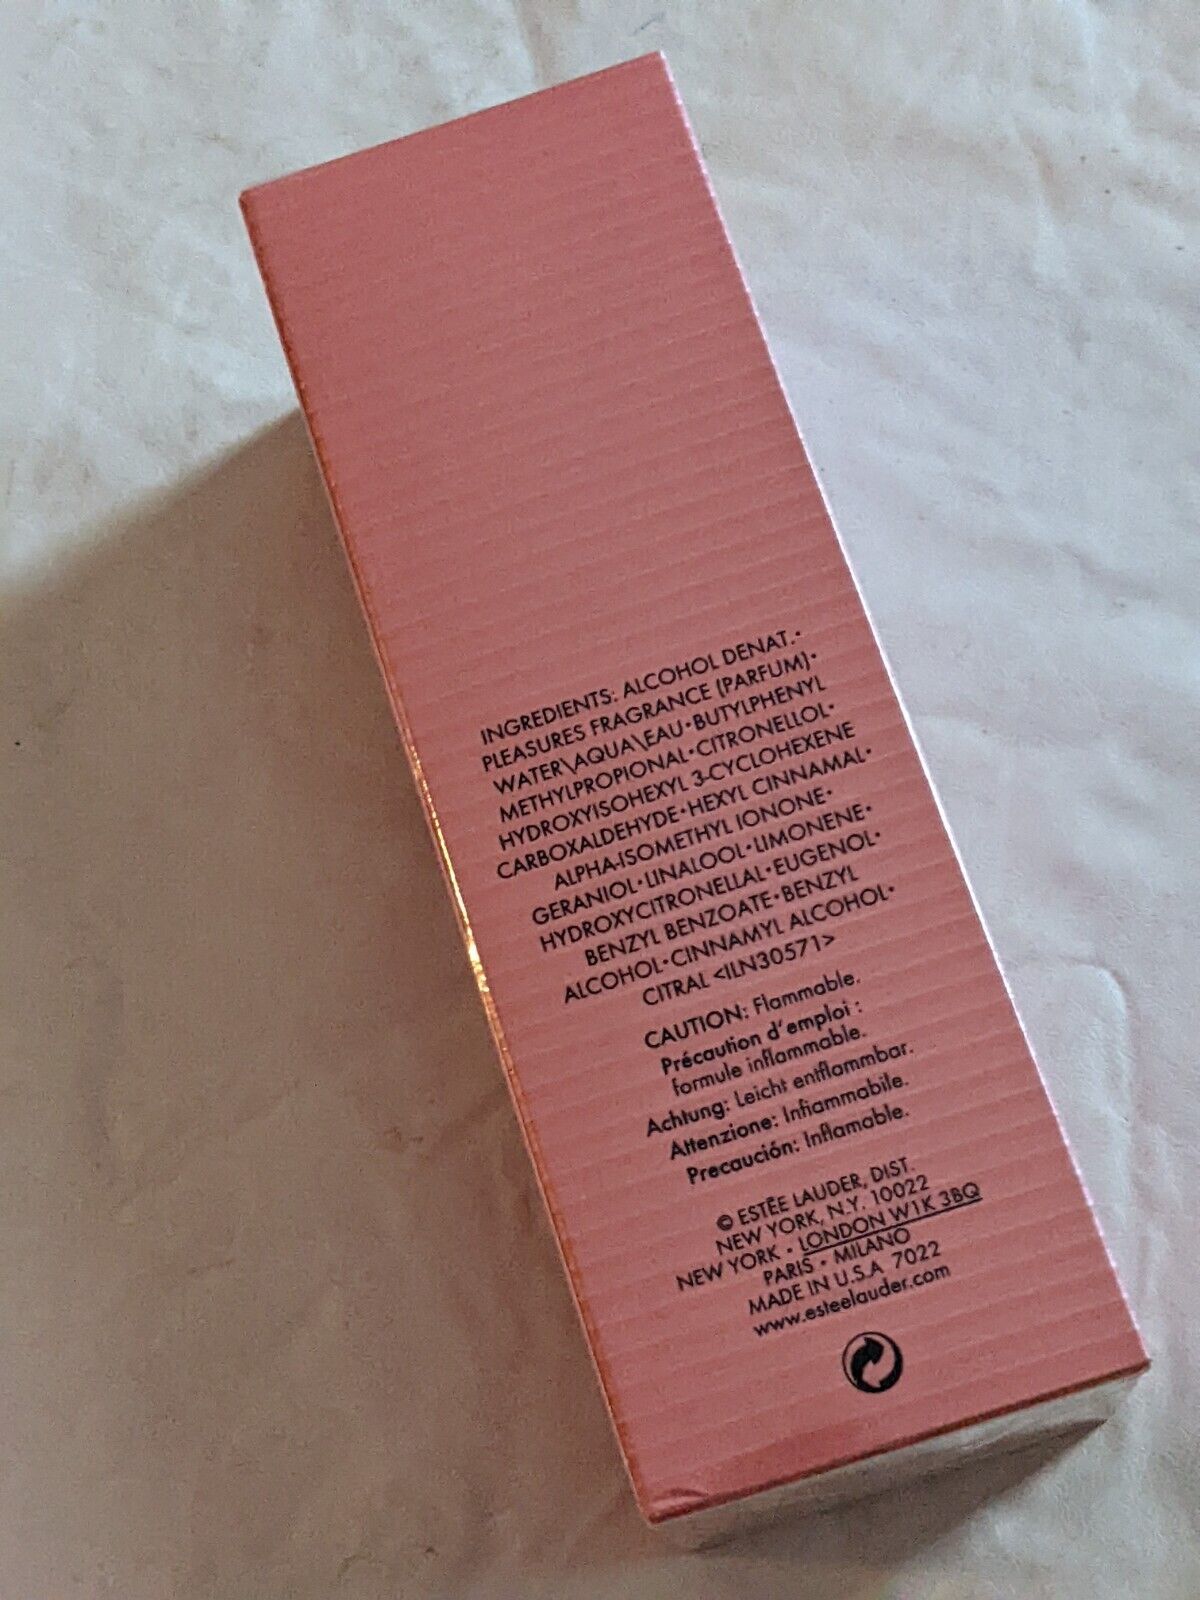 INGREDIENTS: ALCOHOL DENAT.•
PLEASURES FRAGRANCE (PARFUM)•
WATER\AQUA\EAU•BUTYLPHENYL
METHYLPROPIONAL•CITRONELLOL•
HYDROXYISOHEXYL 3-CYCLOHEXENE
CARBOXALDEHYDE•HEXYL CINNAMAL•
ALPHA-ISOMETHYL IONONE•
GERANIOL•LINALOOL•LIMONENE•
HYDROXYCITRONELLAL•EUGENOL•
BENZYL BENZOATE•BENZYL
ALCOHOL•CINNAMYL ALCOHOL•
CITRAL <ILN30571>
CAUTION: Flammable.
Précaution d'emploi :
formule inflammable.
Achtung: Leicht entflammbar.
Attenzione: Infiammabile.
Precaución: Inflamable.
© ESTĒE LAUDER, DIST.
NEW YORK, N.Y. 10022
NEW YORK • LONDON W1K 3BQ
PARIS • MILANO
MADE IN U.S.A 7022
www.esteelauder.com